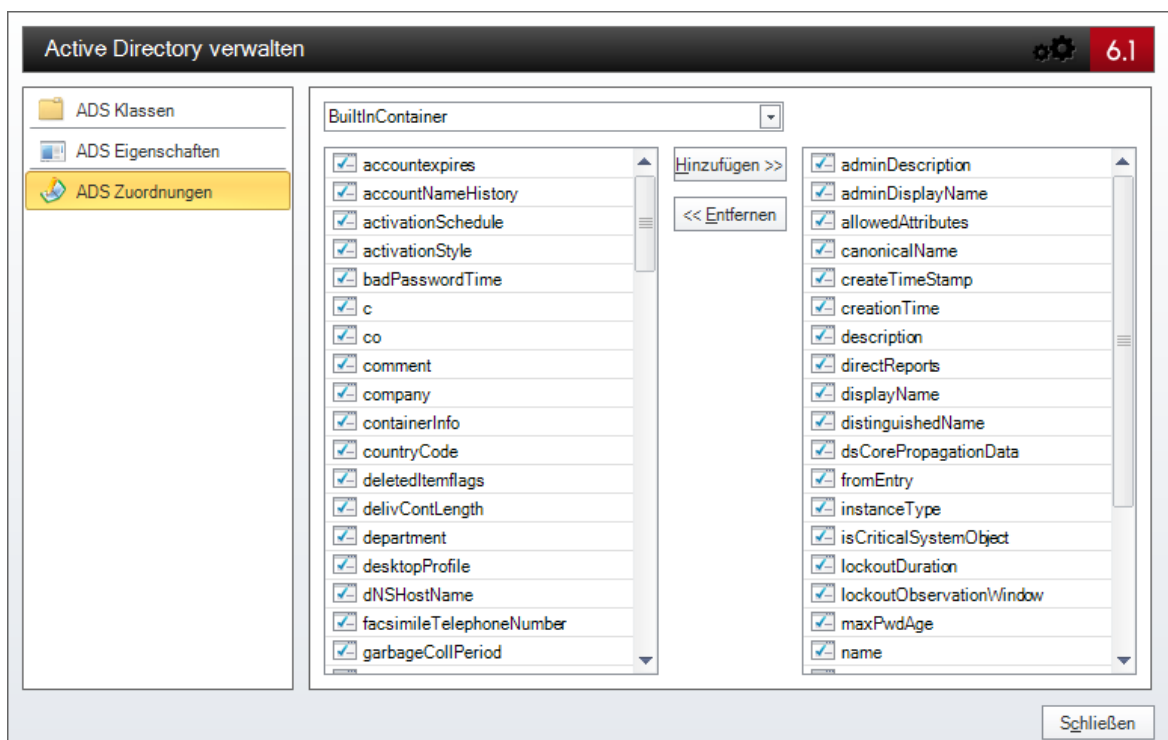 Active Directory verwalten
6.1
ADS Klassen
ADS Eigenschaften
ADS Zuordnungen
BuiltInContainer
accountexpires
accountNameHistory
activationSchedule
activationStyle
badPasswordTime
c
co
comment
company
containerInfo
countryCode
deletedItemflags
delivContLength
department
desktopProfile
dNSHostName
facsimileTelephoneNumber
garbageCollPeriod
Hinzufügen >>
<< Entfernen
adminDescription
adminDisplayName
allowedAttributes
canonicalName
createTimeStamp
creationTime
description
directReports
displayName
distinguishedName
dsCorePropagationData
fromEntry
instanceType
isCriticalSystemObject
lockoutDuration
lockoutObservationWindow
maxPwdAge
name
Schließen